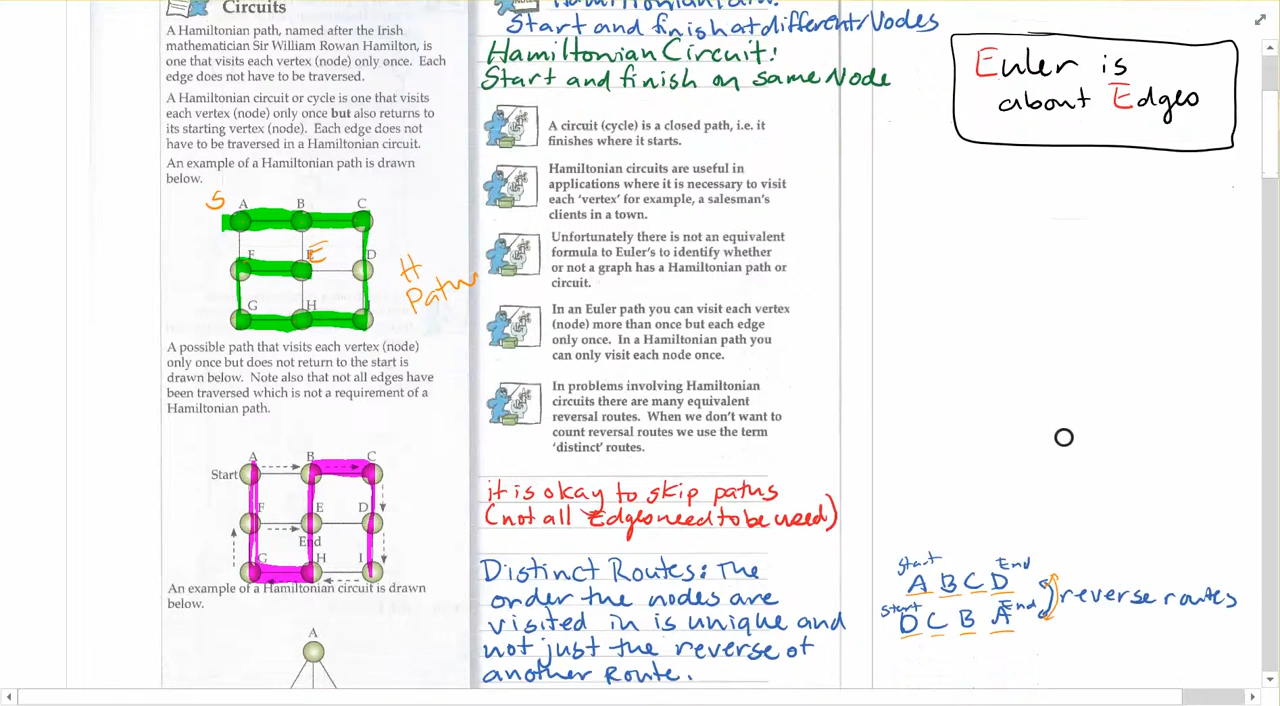 Circuits
A Hamiltonian path, named after the Irish
mathematician Sir William Rowan Hamilton, is
one that visits each vertex (node) only once. Each
edge does not have to be traversed.
A Hamiltonian circuit or cycle is one that visits
each vertex (node) only once but also returns to
its starting vertex (node). Each edge does not
have to be traversed in a Hamiltonian circuit.
An example of a Hamiltonian path is drawn
below.
S A B C
F E D
G H I
H
Path
A possible path that visits each vertex (node)
only once but does not return to the start is
drawn below. Note also that not all edges have
been traversed which is not a requirement of a
Hamiltonian path.
A B C
Start
F E D
End
G H I
An example of a Hamiltonian circuit is drawn
below.
A
Start and finish at different Nodes
Hamiltonian Circuit:
Start and finish on same Node
A circuit (cycle) is a closed path, i.e. it
finishes where it starts.
Hamiltonian circuits are useful in
applications where it is necessary to visit
each 'vertex' for example, a salesman's
clients in a town.
Unfortunately there is not an equivalent
formula to Euler's to identify whether
or not a graph has a Hamiltonian path or
circuit.
In an Euler path you can visit each vertex
(node) more than once but each edge
only once. In a Hamiltonian path you
can only visit each node once.
In problems involving Hamiltonian
circuits there are many equivalent
reversal routes. When we don't want to
count reversal routes we use the term
'distinct' routes.
it is okay to skip paths
(not all Edges need to be used)
Distinct Routes: The
order the nodes are
visited in is unique and
not just the reverse of
another Route.
Euler is
about Edges
Start End
A B C D
Start End
D C B A
reverse routes